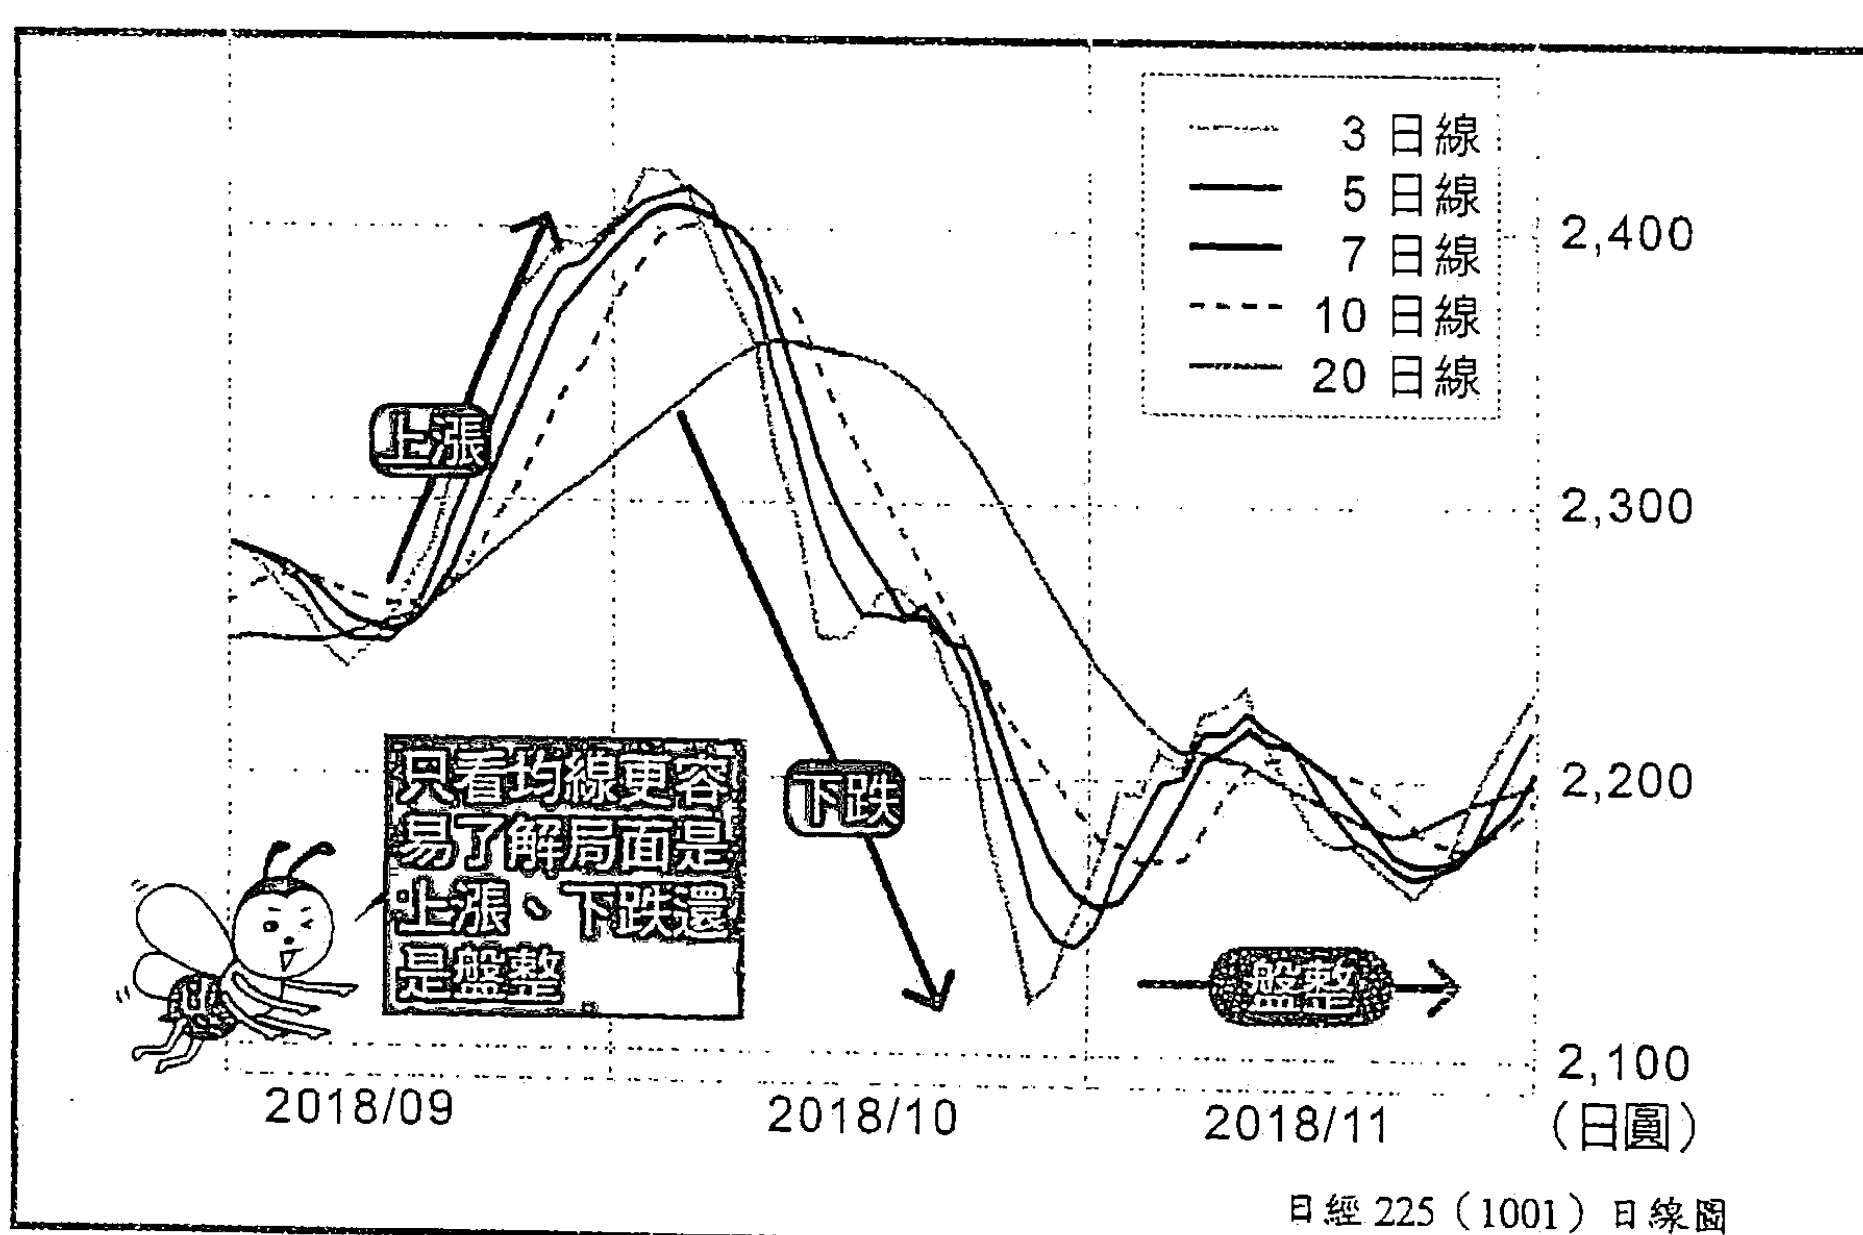 3 日線
5 日線
7 日線
10 日線
20 日線
2,400
2,300
2,200
2,100
(日圓)
上漲
下跌
盤整
只看均線更容
易了解局面是
上漲、下跌還
是盤整。
2018/09
2018/10
2018/11
日經 225（1001）日線圖